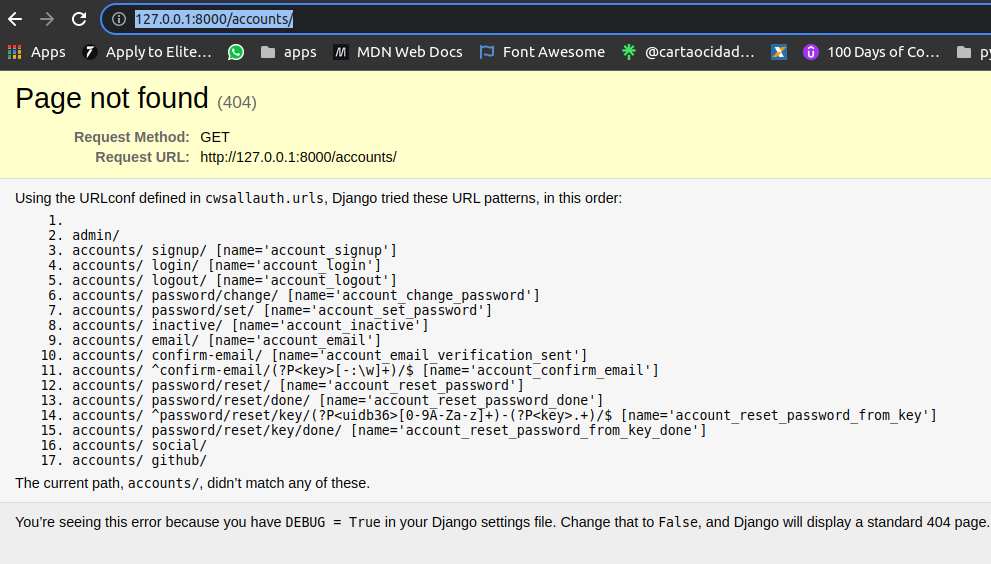 127.0.0.1:8000/accounts/
Apps Apply to Elite... apps MDN Web Docs Font Awesome @cartaocidad... 100 Days of Co... py
Page not found (404)
Request Method: GET
Request URL: http://127.0.0.1:8000/accounts/
Using the URLconf defined in cwsallauth.urls, Django tried these URL patterns, in this order:
1.
2. admin/
3. accounts/ signup/ [name='account_signup']
4. accounts/ login/ [name='account_login']
5. accounts/ logout/ [name='account_logout']
6. accounts/ password/change/ [name='account_change_password']
7. accounts/ password/set/ [name='account_set_password']
8. accounts/ inactive/ [name='account_inactive']
9. accounts/ email/ [name='account_email']
10. accounts/ confirm-email/ [name='account_email_verification_sent']
11. accounts/ ^confirm-email/(?P<key>[-:\w]+)/$ [name='account_confirm_email']
12. accounts/ password/reset/ [name='account_reset_password']
13. accounts/ password/reset/done/ [name='account_reset_password_done']
14. accounts/ ^password/reset/key/(?P<uidb36>[0-9A-Za-z]+)-(?P<key>.+)/$ [name='account_reset_password_from_key']
15. accounts/ password/reset/key/done/ [name='account_reset_password_from_key_done']
16. accounts/ social/
17. accounts/ github/
The current path, accounts/, didn’t match any of these.
You’re seeing this error because you have DEBUG = True in your Django settings file. Change that to False, and Django will display a standard 404 page.